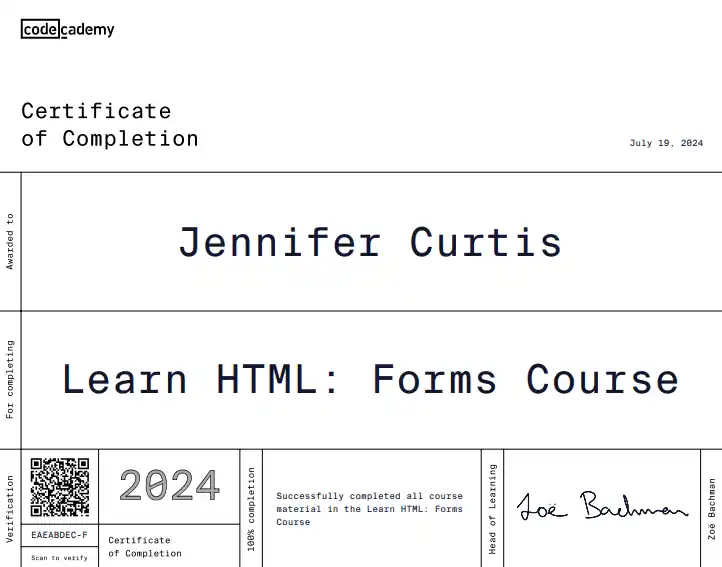 codecademy
Certificate
of Completion
July 19, 2024
Awarded to
Jennifer Curtis
For completing
Learn HTML: Forms Course
Verification
EAEABDEC-F
Scan to verify
2024
Certificate
of Completion
100% completion
Successfully completed all course
material in the Learn HTML: Forms
Course
Head of Learning
Zoë Bachman
Zoë Bachman